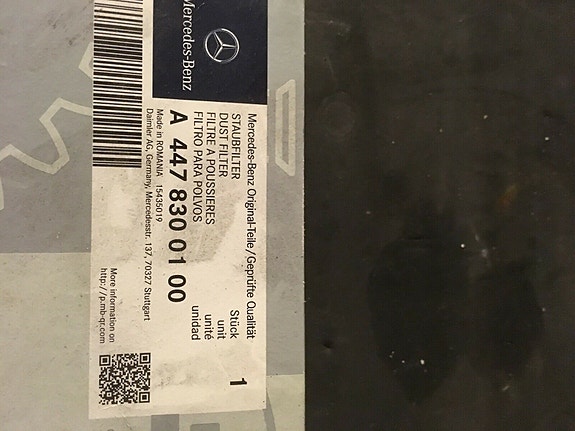 Mercedes-Benz
Mercedes-Benz Original-Teile/Geprüfte Qualität
STAUBFILTER
DUST FILTER
FILTRE A POUSSIERES
FILTRO PARA POLVOS
Stück
unit
unité
unidad
1
A 447 830 01 00
Made in ROMANIA 15435019
Daimler AG, Germany, Mercedesstr. 137, 70327 Stuttgart
More information on
http://p.mb-qr.com